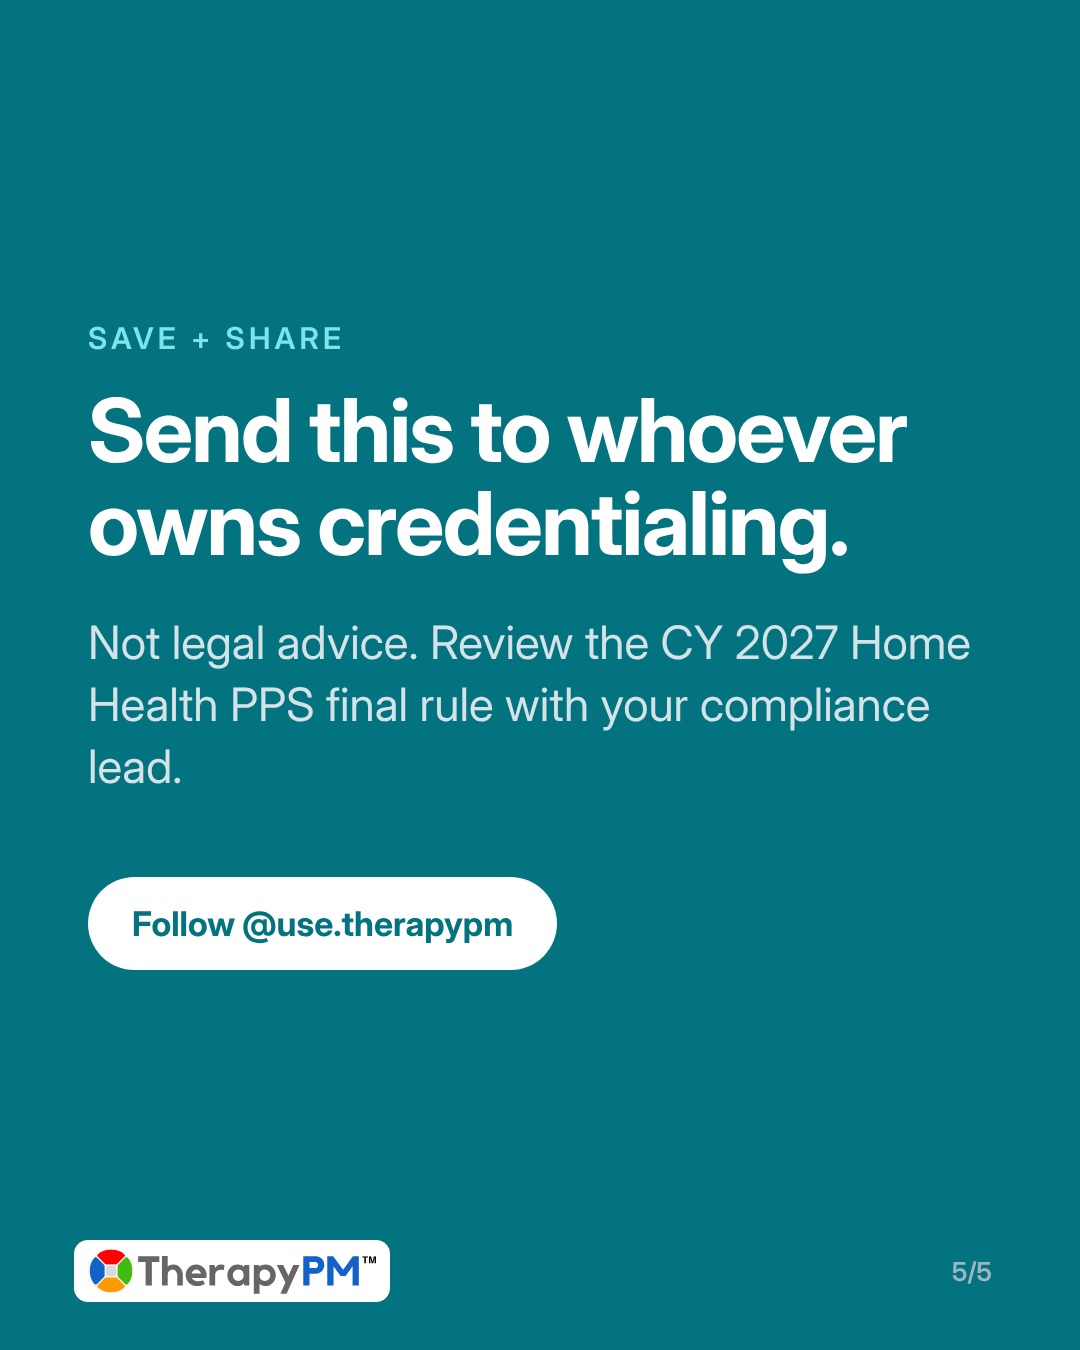 SAVE + SHARE
Send this to whoever
owns credentialing.
Not legal advice. Review the CY 2027 Home
Health PPS final rule with your compliance
lead.
Follow @use.therapypm
TherapyPM™
5/5